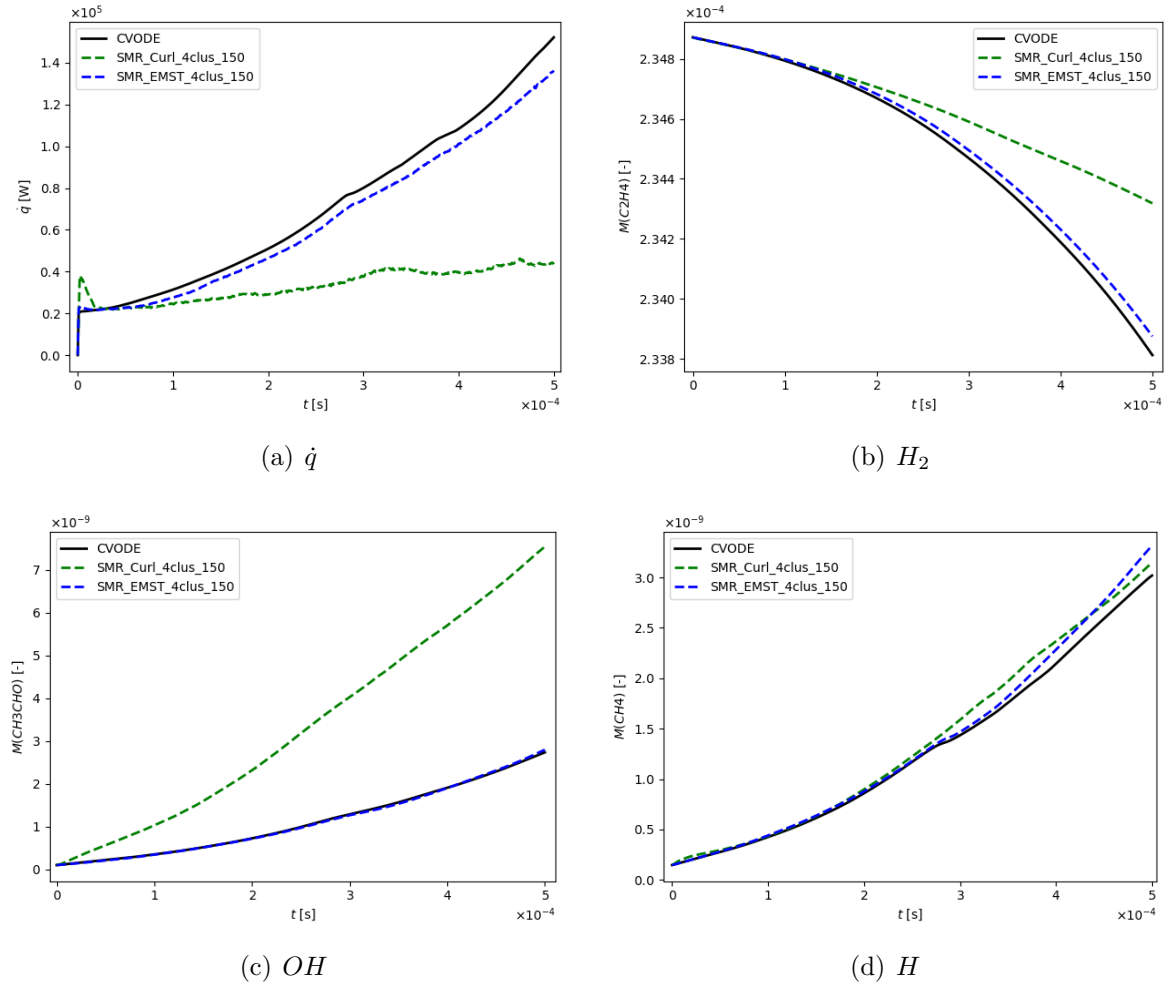 ×10⁵
CVODE
SMR_Curl_4clus_150
SMR_EMST_4clus_150
1.4
1.2
1.0
0.8
0.6
0.4
0.2
0.0
q̇ [W]
0 1 2 3 4 5
t [s]
×10⁻⁴
(a) q̇
×10⁻⁴
CVODE
SMR_Curl_4clus_150
SMR_EMST_4clus_150
2.348
2.346
2.344
2.342
2.340
2.338
M(C2H4) [-]
0 1 2 3 4 5
t [s]
×10⁻⁴
(b) H₂
×10⁻⁹
CVODE
SMR_Curl_4clus_150
SMR_EMST_4clus_150
7
6
5
4
3
2
1
0
M(CH3CHO) [-]
0 1 2 3 4 5
t [s]
×10⁻⁴
(c) OH
×10⁻⁹
CVODE
SMR_Curl_4clus_150
SMR_EMST_4clus_150
3.0
2.5
2.0
1.5
1.0
0.5
0.0
M(CH4) [-]
0 1 2 3 4 5
t [s]
×10⁻⁴
(d) H